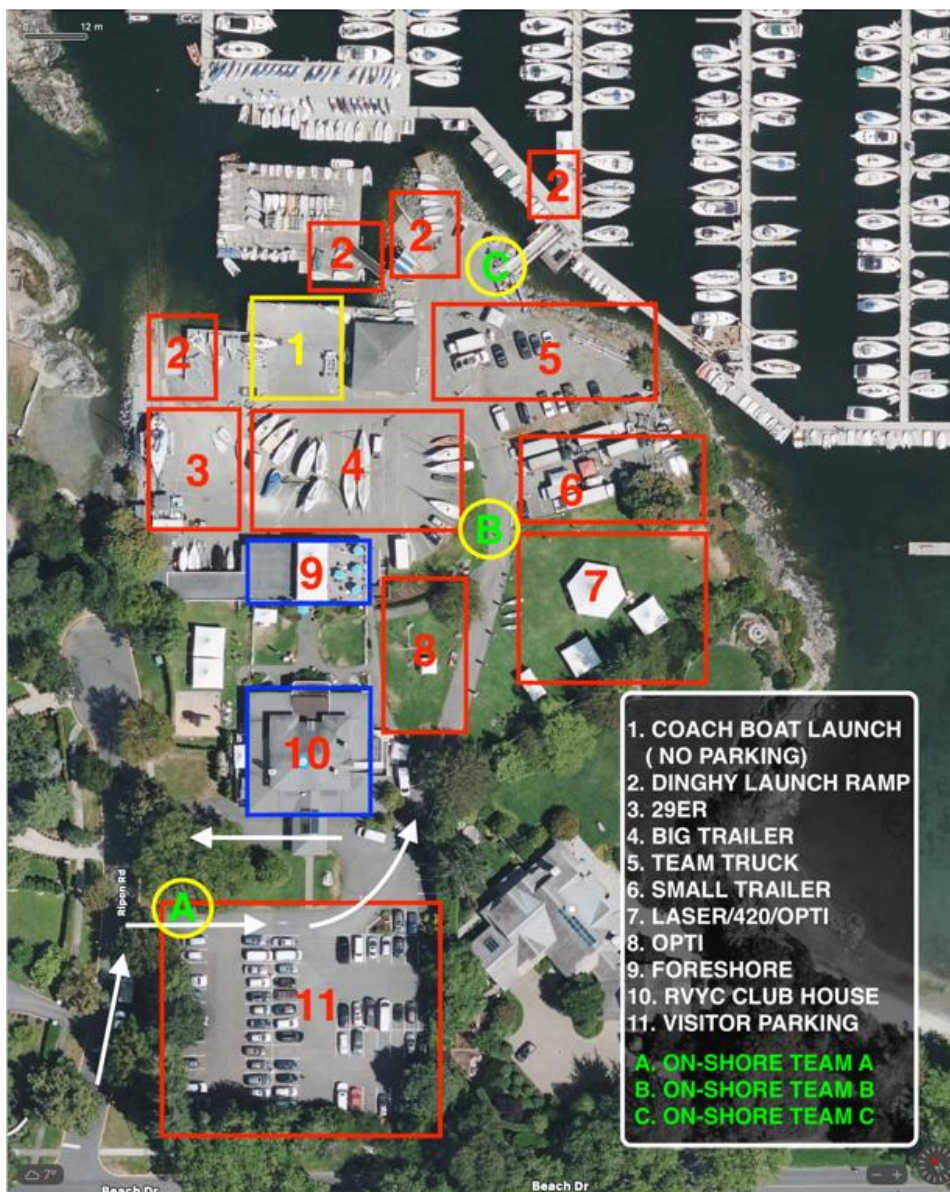 0 12 m
2
2
2
C
2
1
5
3
4
6
B
9
7
8
10
1. COACH BOAT LAUNCH
( NO PARKING)
2. DINGHY LAUNCH RAMP
3. 29ER
4. BIG TRAILER
5. TEAM TRUCK
6. SMALL TRAILER
7. LASER/420/OPTI
8. OPTI
9. FORESHORE
10. RVYC CLUB HOUSE
11. VISITOR PARKING
A. ON-SHORE TEAM A
B. ON-SHORE TEAM B
C. ON-SHORE TEAM C
Ripon Rd
A
11
7°
Beach Dr
Beach Dr